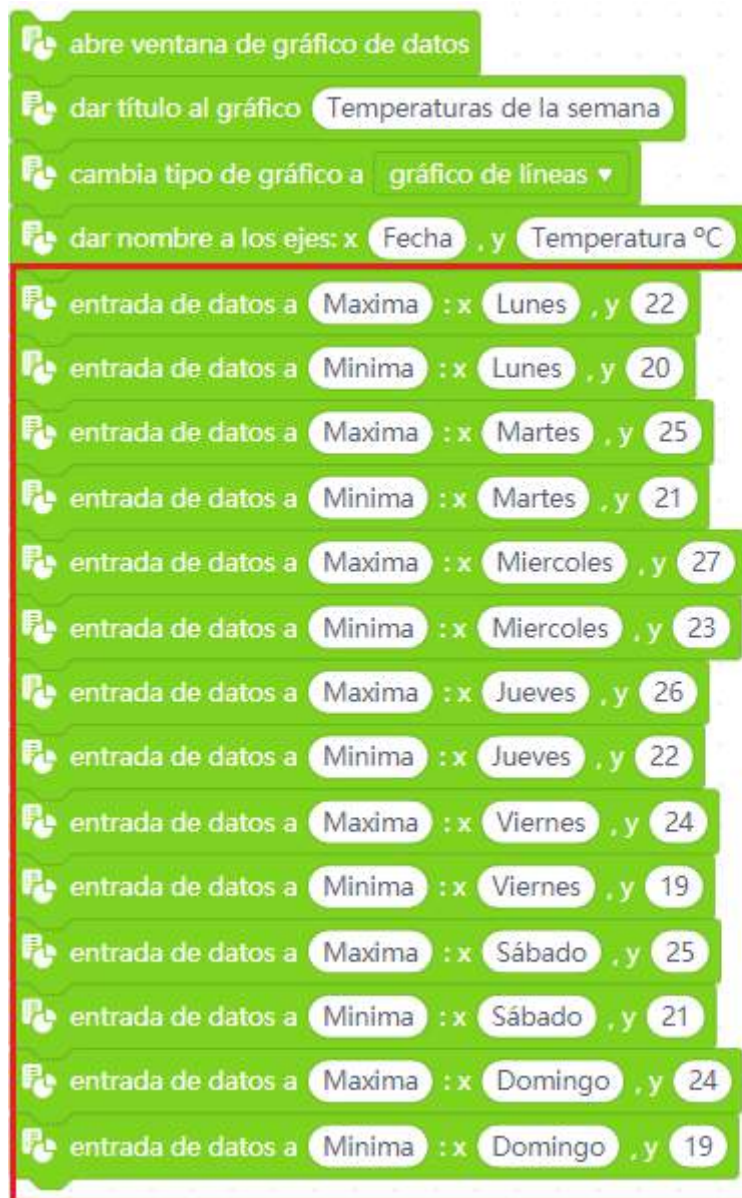 abre ventana de gráfico de datos
dar título al gráfico Temperaturas de la semana
cambia tipo de gráfico a gráfico de líneas
dar nombre a los ejes: x Fecha , y Temperatura ºC
entrada de datos a Maxima : x Lunes , y 22
entrada de datos a Minima : x Lunes , y 20
entrada de datos a Maxima : x Martes , y 25
entrada de datos a Minima : x Martes , y 21
entrada de datos a Maxima : x Miercoles , y 27
entrada de datos a Minima : x Miercoles , y 23
entrada de datos a Maxima : x Jueves , y 26
entrada de datos a Minima : x Jueves , y 22
entrada de datos a Maxima : x Viernes , y 24
entrada de datos a Minima : x Viernes , y 19
entrada de datos a Maxima : x Sábado , y 25
entrada de datos a Minima : x Sábado , y 21
entrada de datos a Maxima : x Domingo , y 24
entrada de datos a Minima : x Domingo , y 19